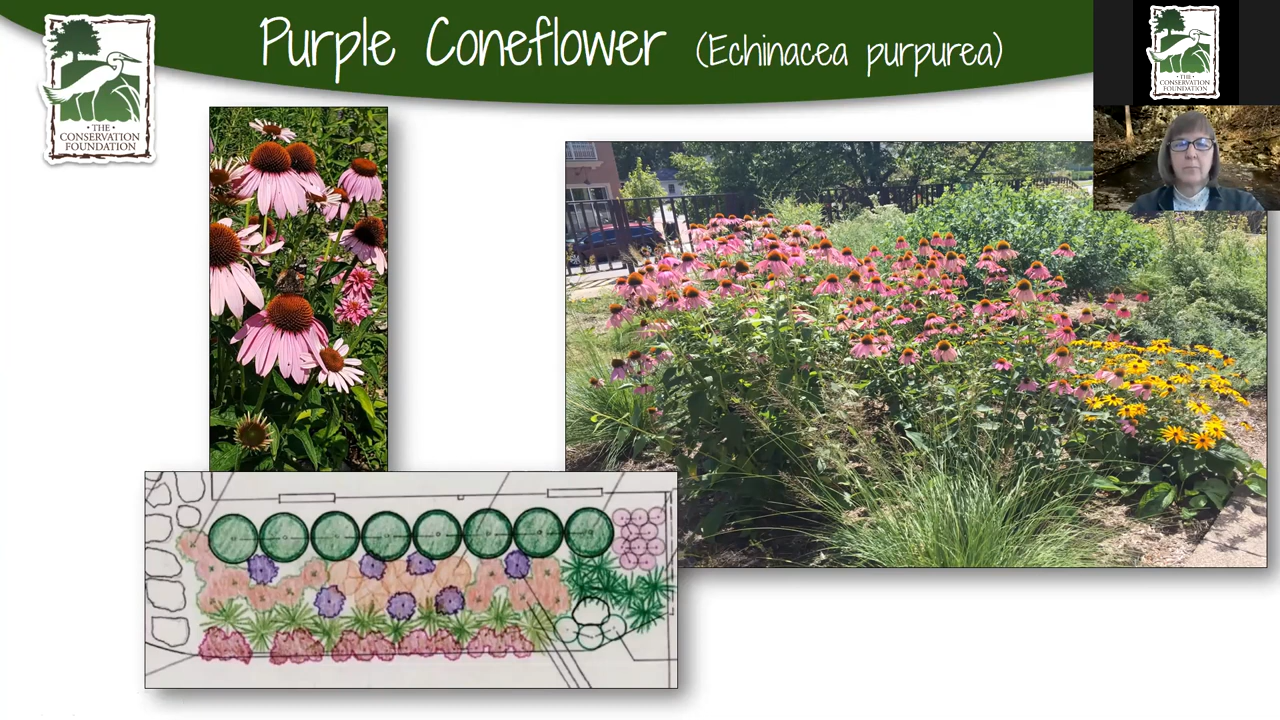 Purple Coneflower (Echinacea purpurea)
• THE •
CONSERVATION
FOUNDATION
• THE •
CONSERVATION
FOUNDATION